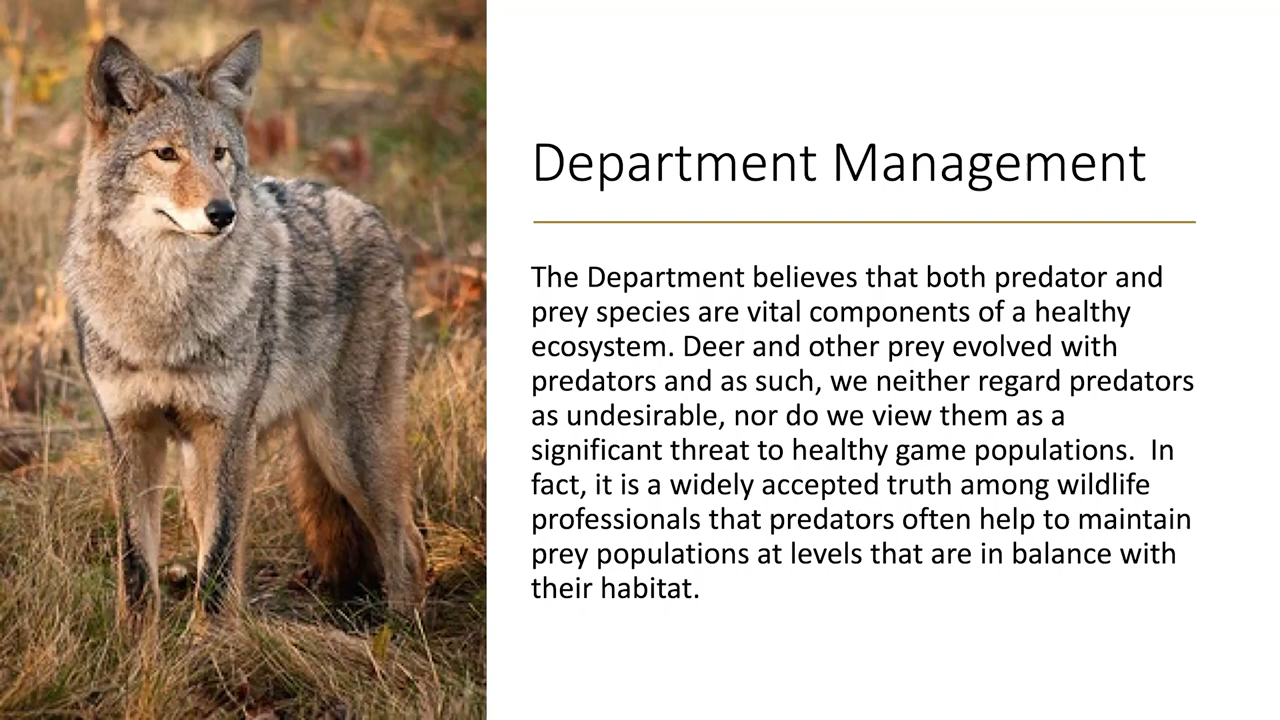 Department Management
The Department believes that both predator and
prey species are vital components of a healthy
ecosystem. Deer and other prey evolved with
predators and as such, we neither regard predators
as undesirable, nor do we view them as a
significant threat to healthy game populations.  In
fact, it is a widely accepted truth among wildlife
professionals that predators often help to maintain
prey populations at levels that are in balance with
their habitat.